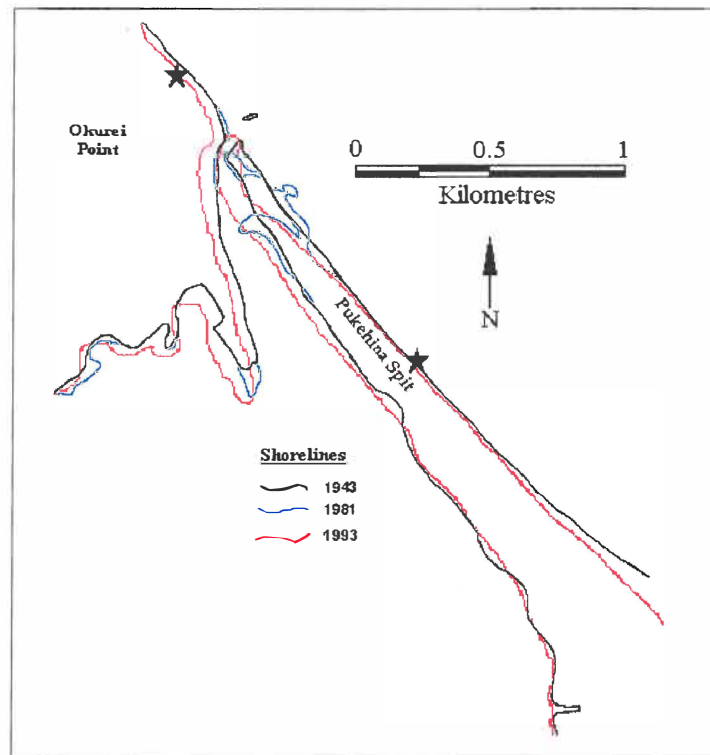 Okurei
Point
0 0.5 1
Kilometres
N
Pukehina Spit
Shorelines
1943
1981
1993